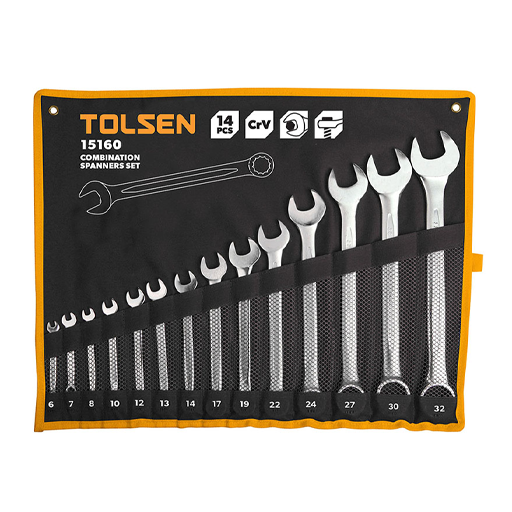 TOLSEN
14
PCS
CrV
15160
COMBINATION
SPANNERS SET
6 7 8 10 12 13 14 17 19 22 24 27 30 32